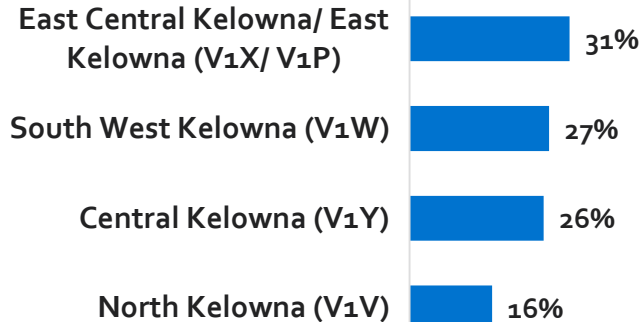 East Central Kelowna/ East
Kelowna (V1X/ V1P)
31%
South West Kelowna (V1W)
27%
Central Kelowna (V1Y)
26%
North Kelowna (V1V)
16%